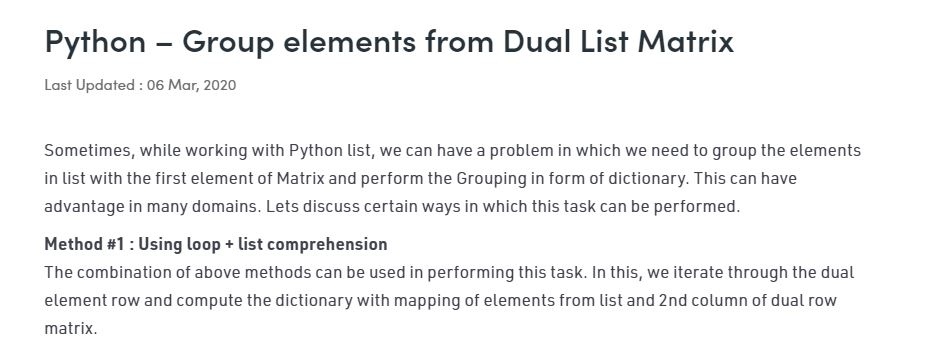 Python – Group elements from Dual List Matrix
Last Updated : 06 Mar, 2020
Sometimes, while working with Python list, we can have a problem in which we need to group the elements
in list with the first element of Matrix and perform the Grouping in form of dictionary. This can have
advantage in many domains. Lets discuss certain ways in which this task can be performed.
Method #1 : Using loop + list comprehension
The combination of above methods can be used in performing this task. In this, we iterate through the dual
element row and compute the dictionary with mapping of elements from list and 2nd column of dual row
matrix.